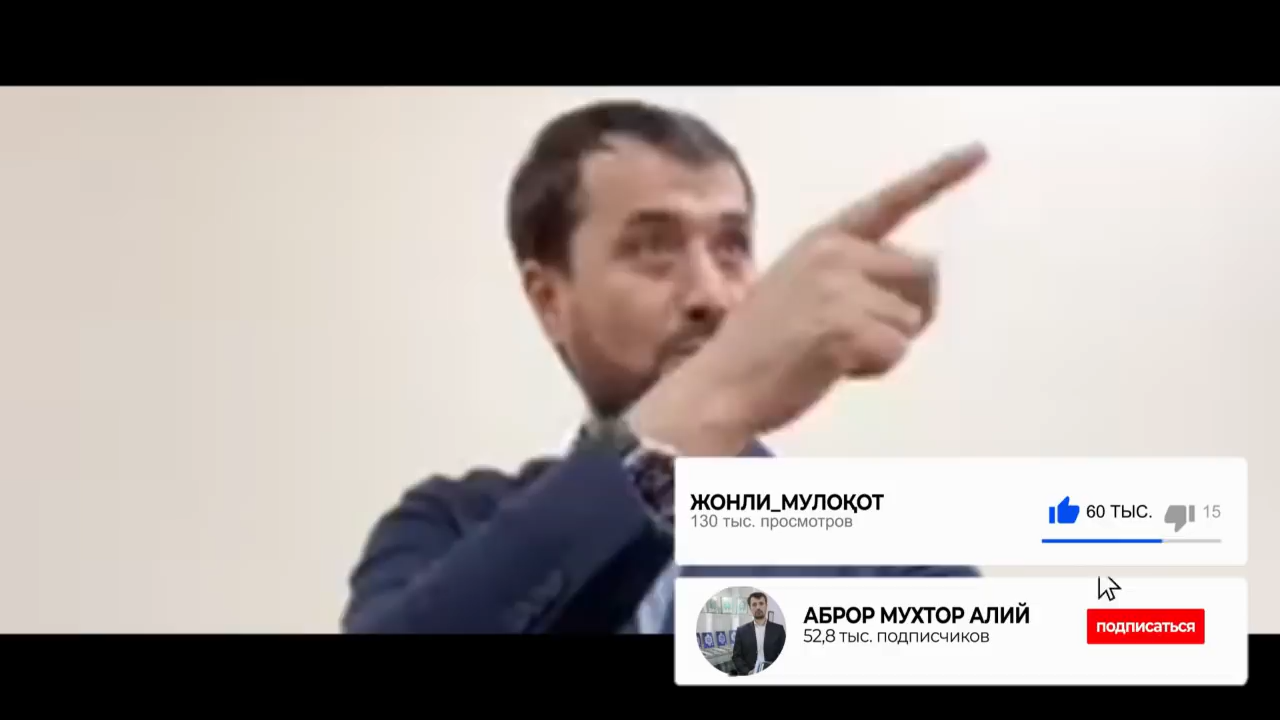 ЖОНЛИ_МУЛОҚОТ
130 тыс. просмотров
60 ТЫС.
15
АБРОР МУХТОР АЛИЙ
52,8 тыс. подписчиков
подписаться